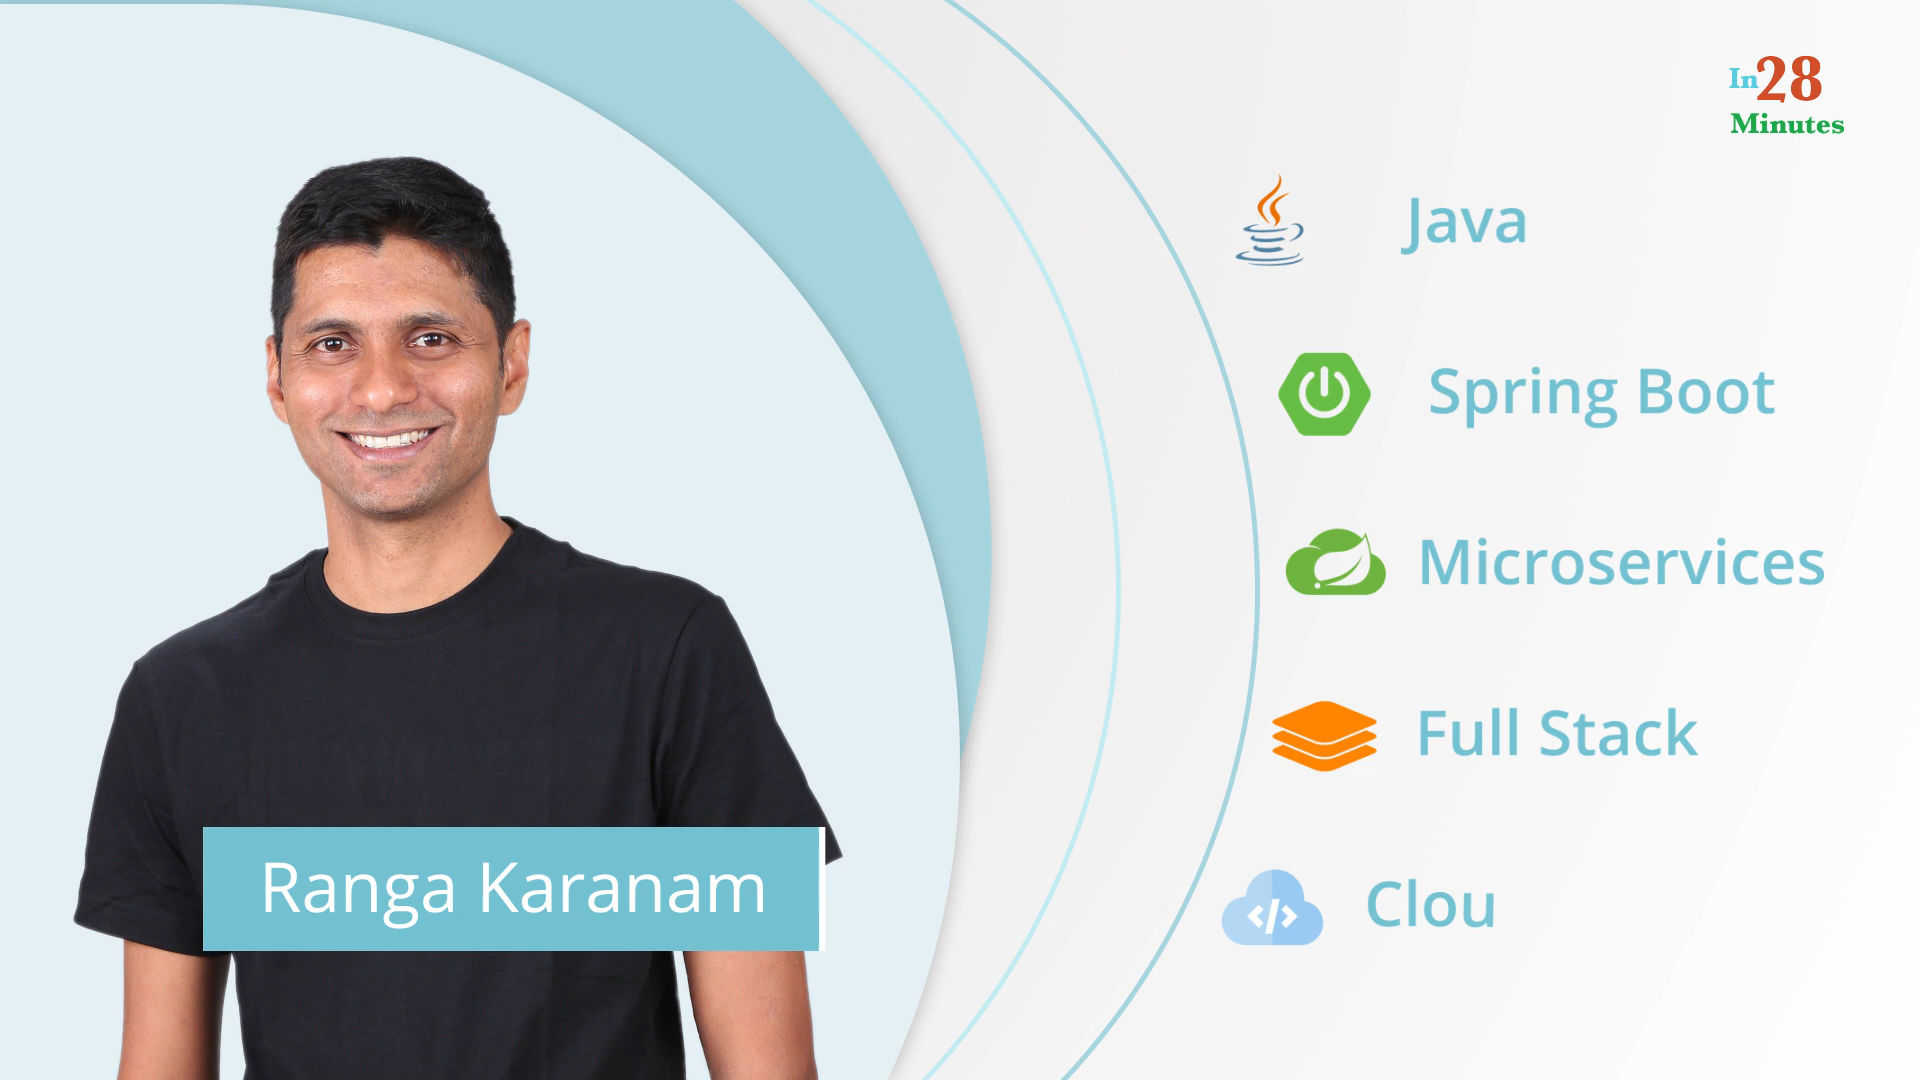 In28
Minutes
Java
Spring Boot
Microservices
Full Stack
Clou
Ranga Karanam